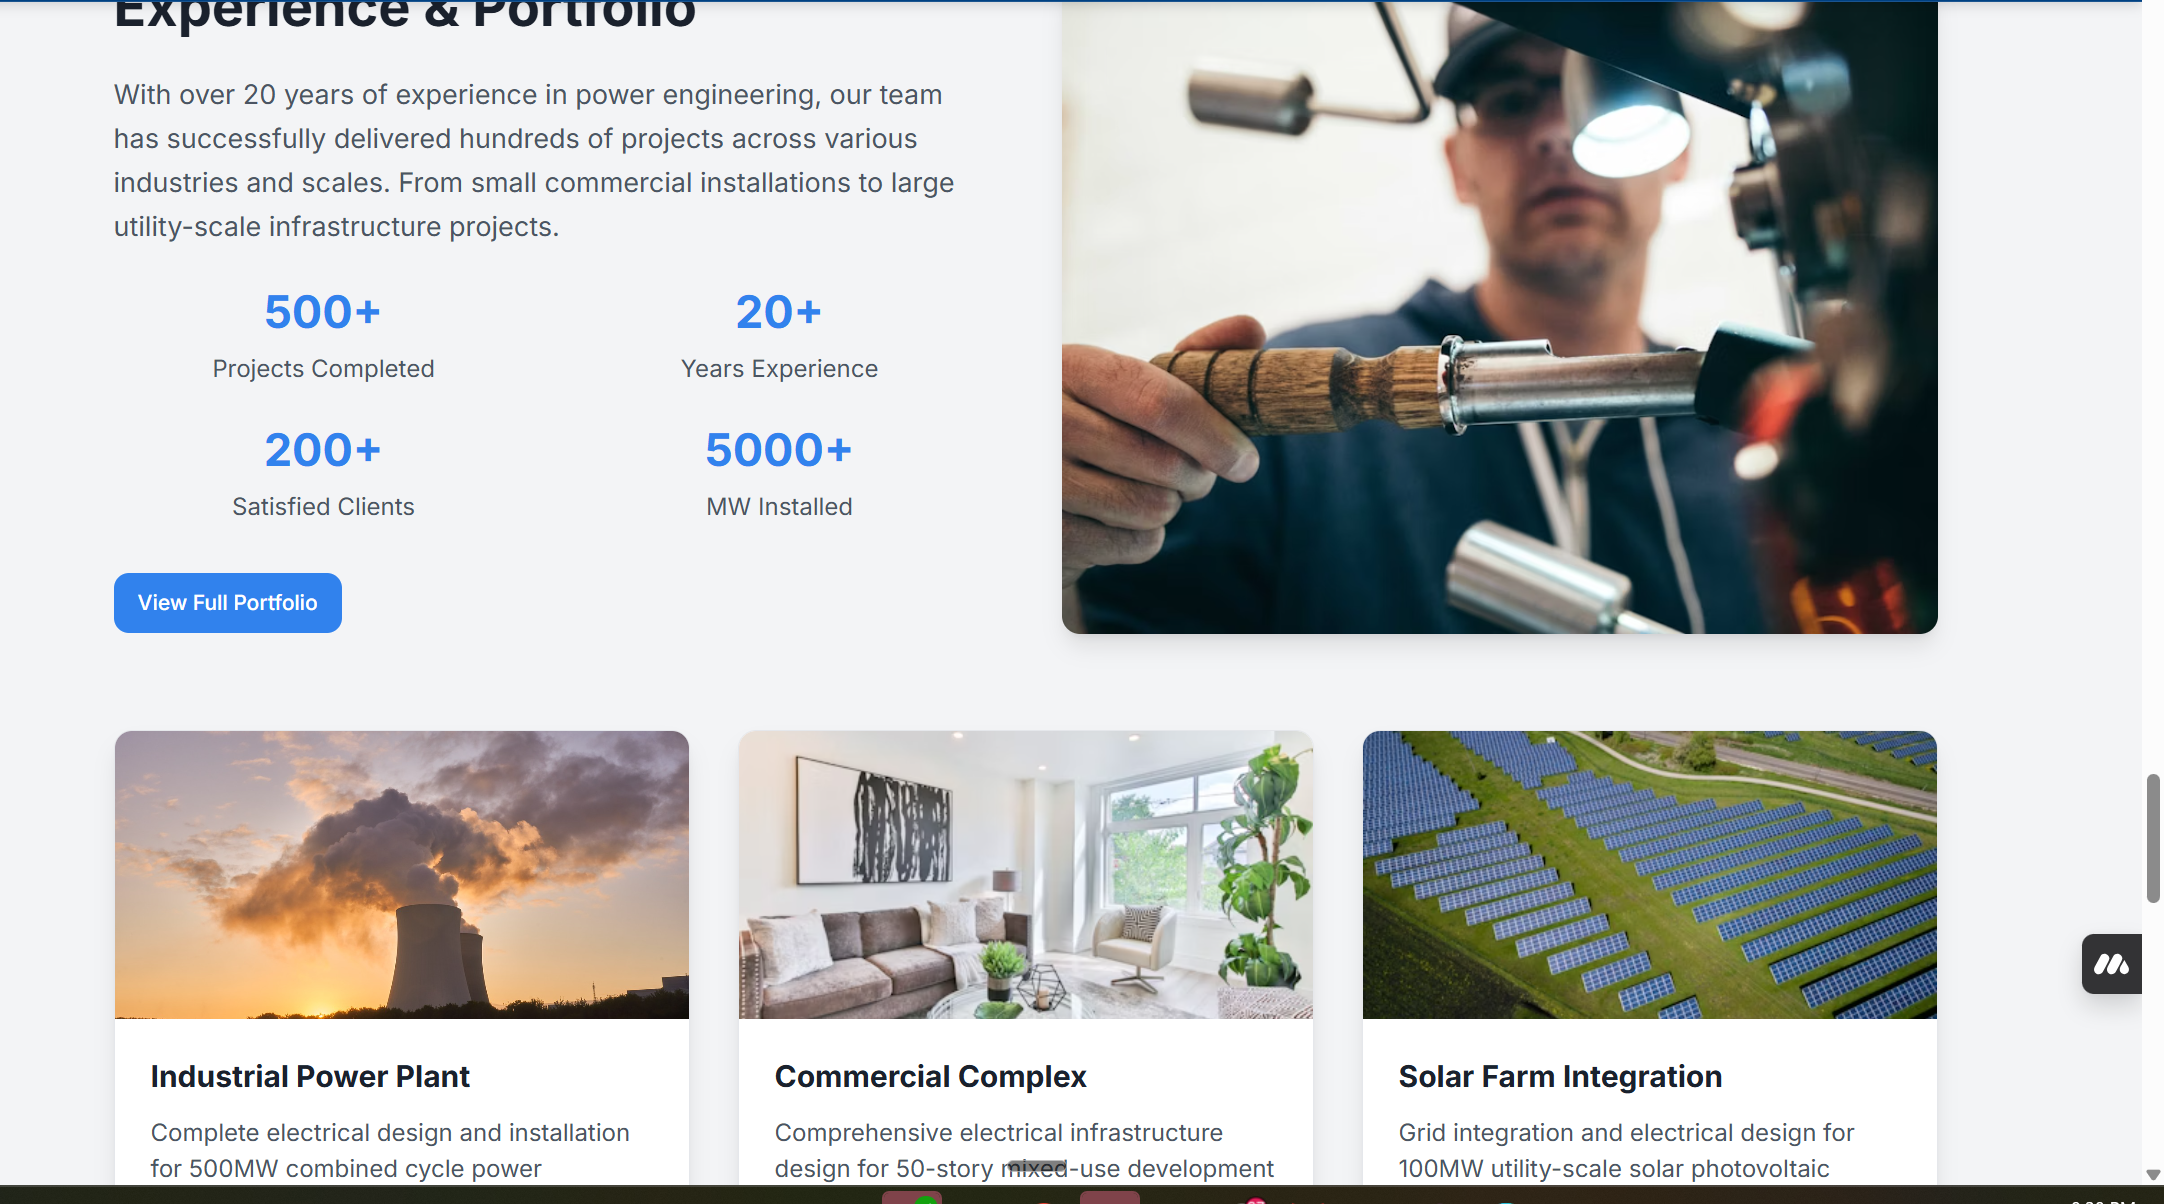 Experience & Portfolio
With over 20 years of experience in power engineering, our team
has successfully delivered hundreds of projects across various
industries and scales. From small commercial installations to large
utility-scale infrastructure projects.
500+
Projects Completed
20+
Years Experience
200+
Satisfied Clients
5000+
MW Installed
View Full Portfolio
Industrial Power Plant
Complete electrical design and installation
for 500MW combined cycle power
Commercial Complex
Comprehensive electrical infrastructure
design for 50-story mixed-use development
Solar Farm Integration
Grid integration and electrical design for
100MW utility-scale solar photovoltaic